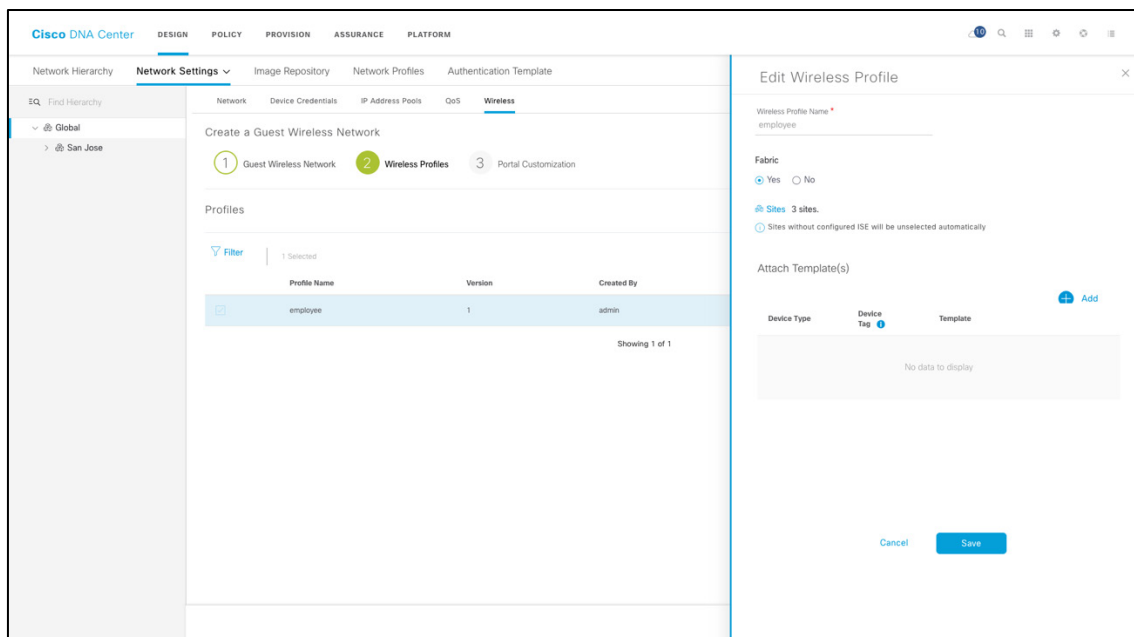 Cisco DNA Center DESIGN POLICY PROVISION ASSURANCE PLATFORM 10
Network Hierarchy Network Settings Image Repository Network Profiles Authentication Template
Find Hierarchy
Global
San Jose
Network Device Credentials IP Address Pools QoS Wireless
Create a Guest Wireless Network
1 Guest Wireless Network 2 Wireless Profiles 3 Portal Customization
Profiles
Filter 1 Selected
Profile Name Version Created By
employee 1 admin
Showing 1 of 1
Edit Wireless Profile
Wireless Profile Name *
employee
Fabric
Yes No
Sites 3 sites.
Sites without configured ISE will be unselected automatically
Attach Template(s)
Add
Device Type Device Tag Template
No data to display
Cancel Save